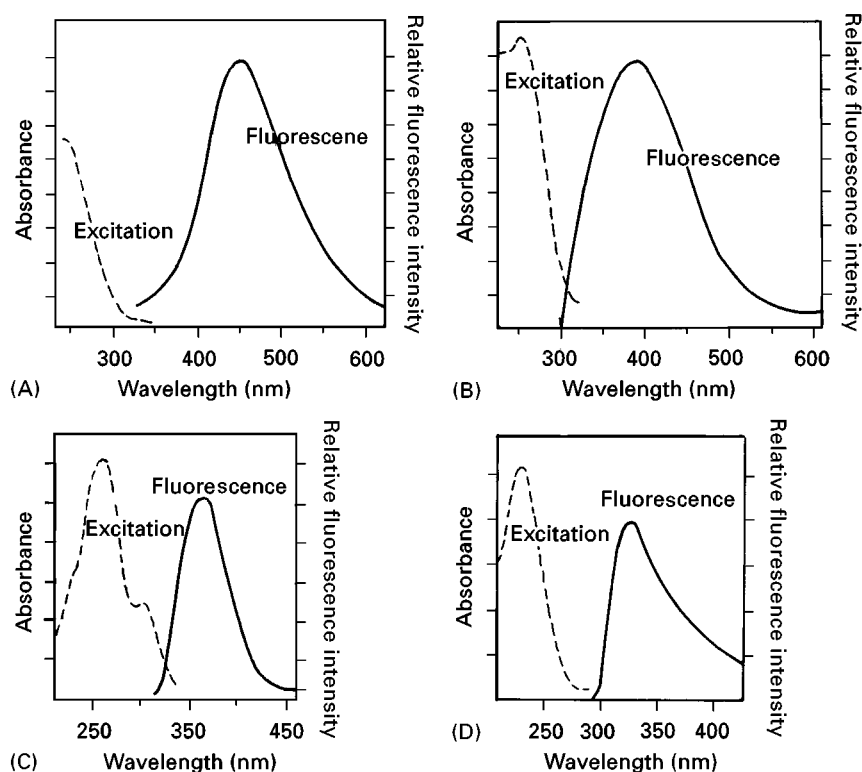 Absorbance
Excitation
Fluorescene
Relative fluorescence intensity
300 400 500 600
Wavelength (nm)
(A)
Absorbance
Excitation
Fluorescence
Relative fluorescence intensity
300 400 500 600
Wavelength (nm)
(B)
Absorbance
Fluorescence
Excitation
Relative fluorescence intensity
250 350 450
Wavelength (nm)
(C)
Absorbance
Fluorescence
Excitation
Relative fluorescence intensity
250 300 350 400
Wavelength (nm)
(D)